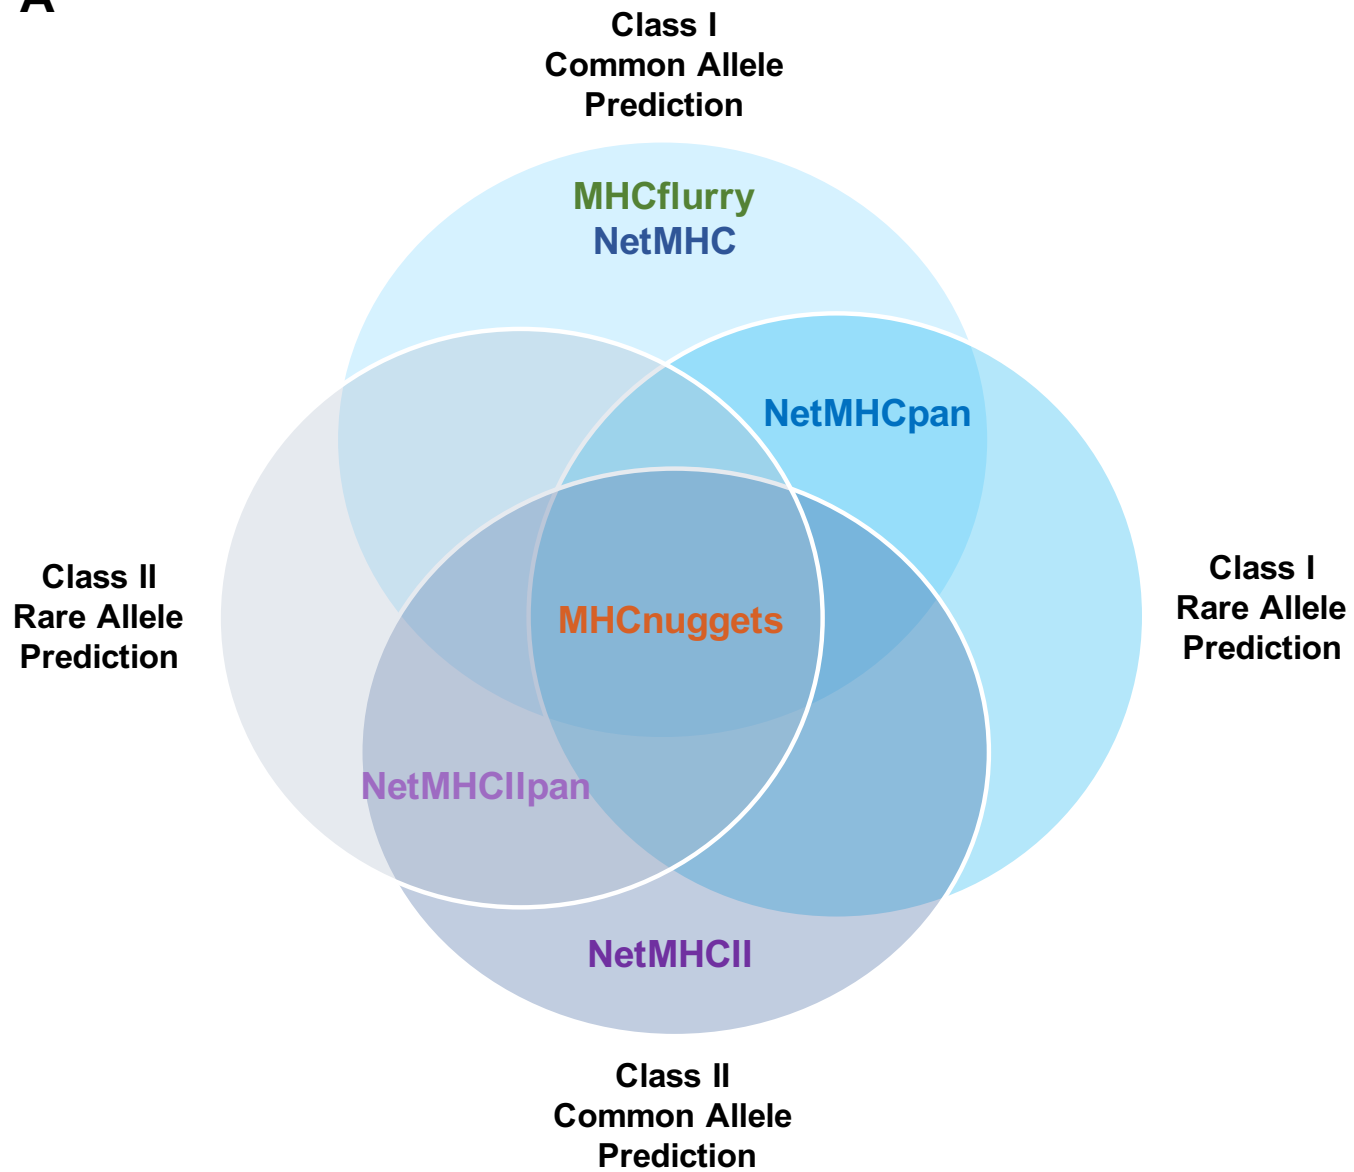 A
Class I
Common Allele
Prediction
MHCflurry
NetMHC
NetMHCpan
Class II
Rare Allele
Prediction
MHCnuggets
Class I
Rare Allele
Prediction
NetMHCIIpan
NetMHCII
Class II
Common Allele
Prediction